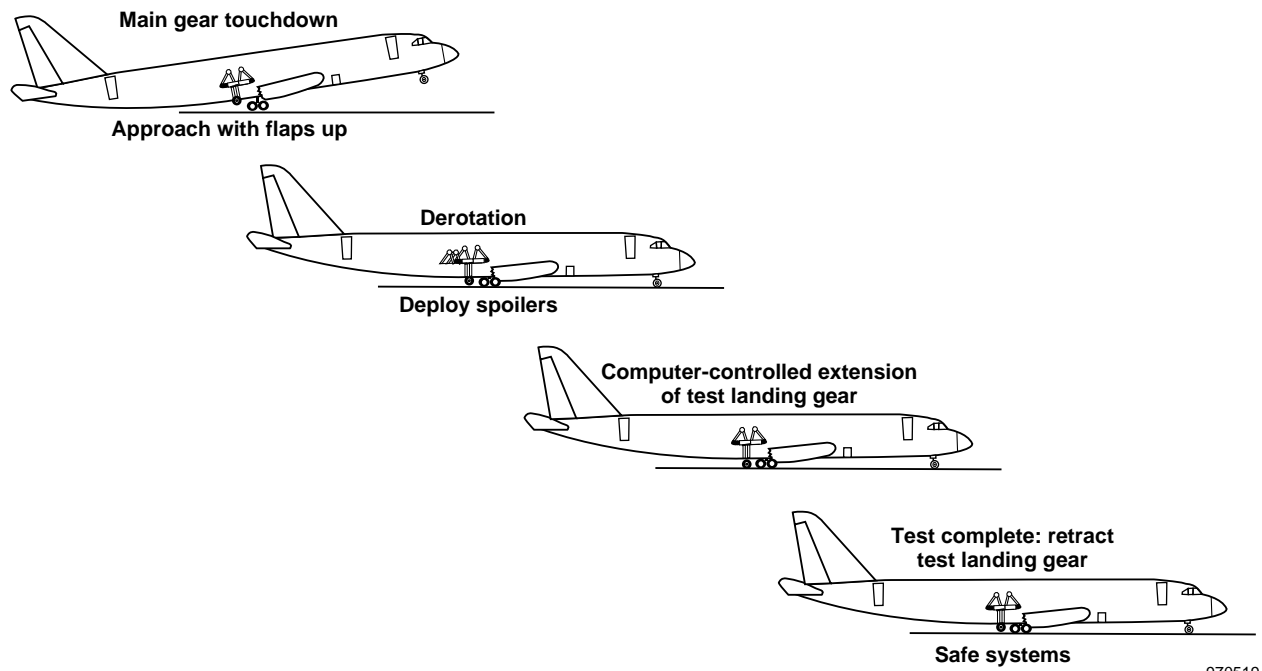 Main gear touchdown
Approach with flaps up
Derotation
Deploy spoilers
Computer-controlled extension
of test landing gear
Test complete: retract
test landing gear
Safe systems